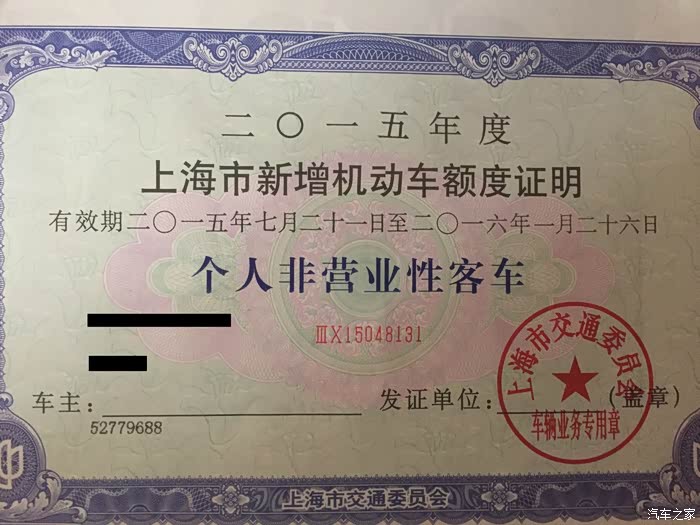 二〇一五年度
上海市新增机动车额度证明
有效期二〇一五年七月二十一日至二〇一六年一月二十六日
个人非营业性客车
ⅢX15048131
车主:
发证单位: (盖章)
52779688
上海市交通委员会
车辆业务专用章
上海市交通委员会
汽车之家